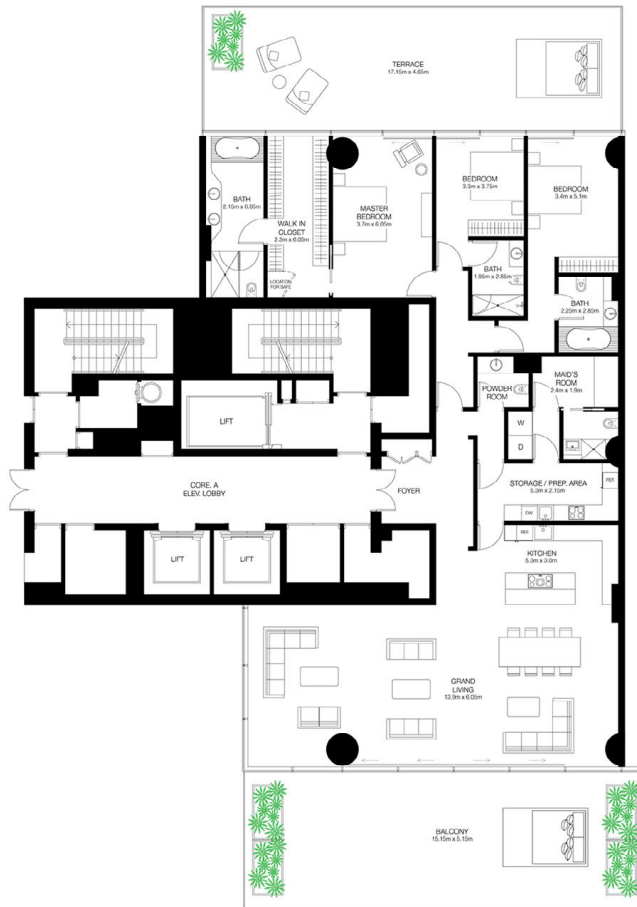 TERRACE
17.15m x 4.65m
BEDROOM
3.3m x 3.75m
BEDROOM
3.4m x 5.1m
BATH
2.15m x 6.05m
MASTER
BEDROOM
3.7m x 6.05m
WALK IN
CLOSET
2.3m x 6.05m
LOCATION
FOR SAFE
BATH
1.65m x 2.85m
BATH
2.25m x 2.85m
POWDER
ROOM
MAID'S
ROOM
2.4m x 1.9m
LIFT
W
D
CORE. A
ELEV. LOBBY
FOYER
STORAGE / PREP. AREA
5.3m x 2.15m
REF.
DW
REF.
KITCHEN
5.3m x 3.0m
LIFT
LIFT
GRAND
LIVING
13.9m x 6.05m
BALCONY
15.15m x 5.15m